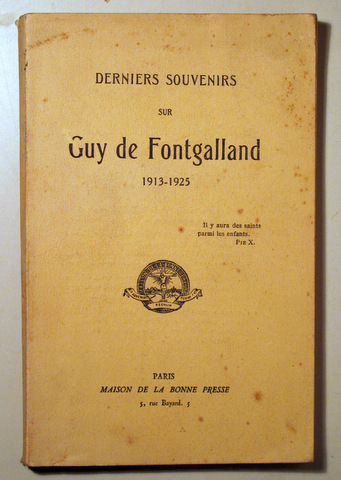 DERNIERS SOUVENIRS
SUR
Guy de Fontgalland
1913-1925
Il y aura des saints
parmi les enfants.
PIE X.
PARIS
MAISON DE LA BONNE PRESSE
5, rue Bayard. 5